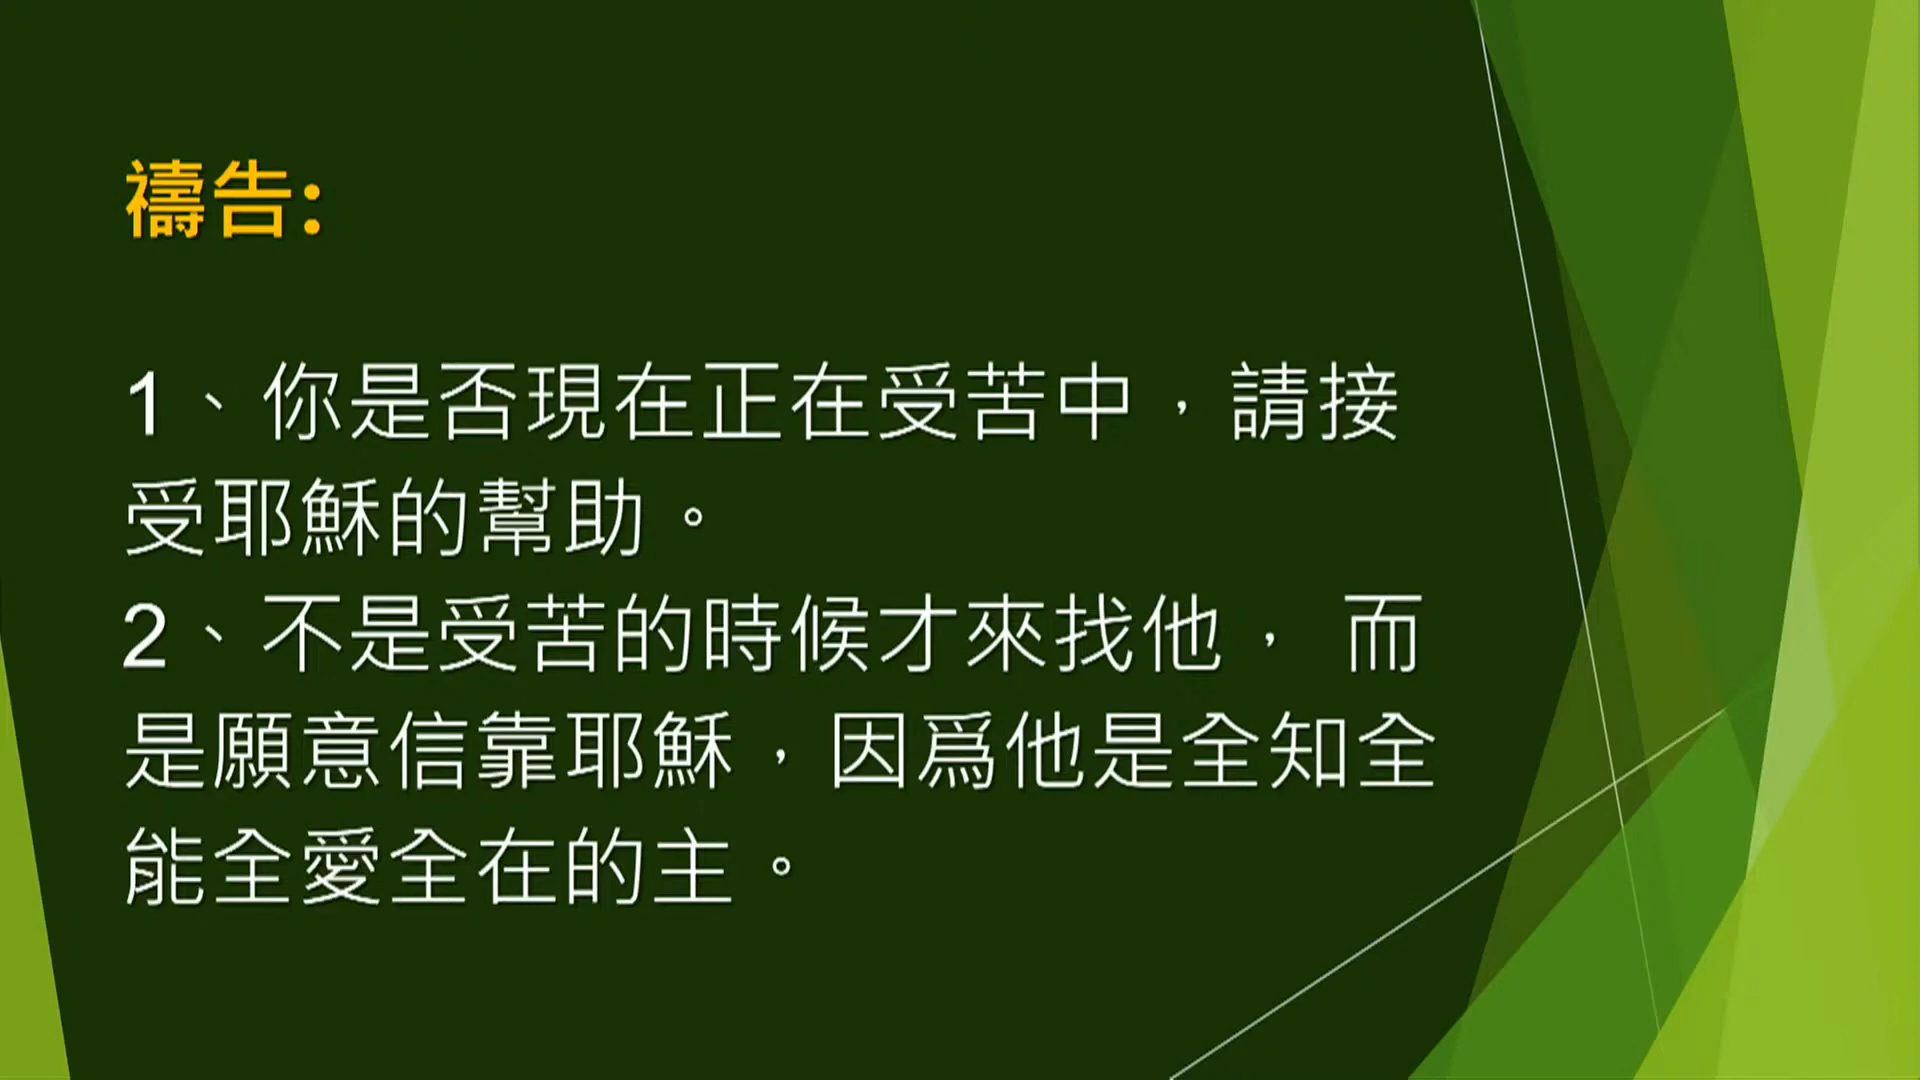 禱告:
1、你是否現在正在受苦中，請接
受耶穌的幫助。
2、不是受苦的時候才來找他， 而
是願意信靠耶穌，因爲他是全知全
能全愛全在的主。